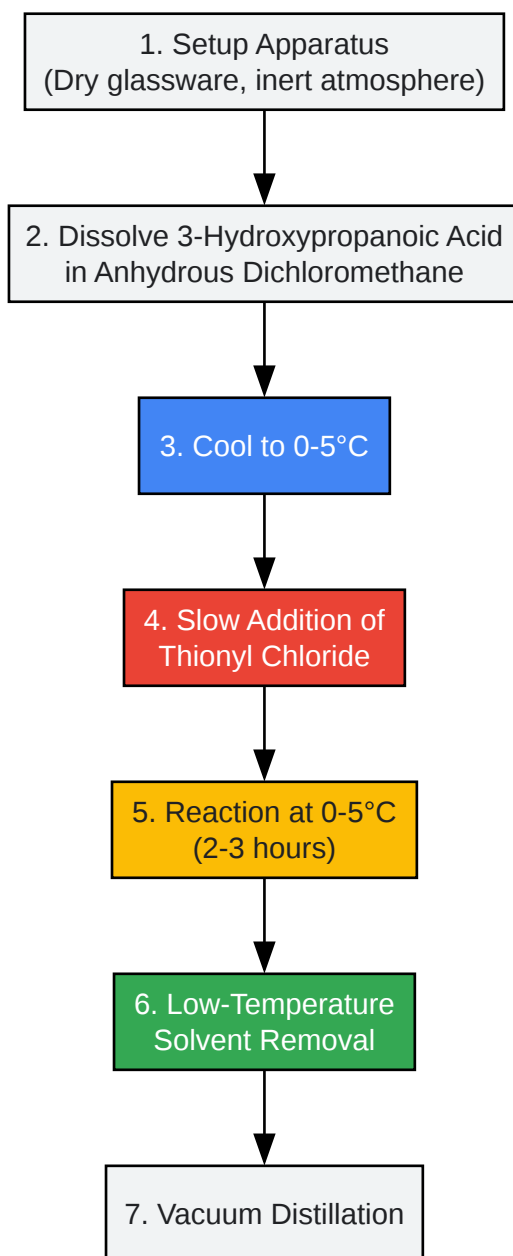 1. Setup Apparatus
(Dry glassware, inert atmosphere)
2. Dissolve 3-Hydroxypropanoic Acid
in Anhydrous Dichloromethane
3. Cool to 0-5°C
4. Slow Addition of
Thionyl Chloride
5. Reaction at 0-5°C
(2-3 hours)
6. Low-Temperature
Solvent Removal
7. Vacuum Distillation